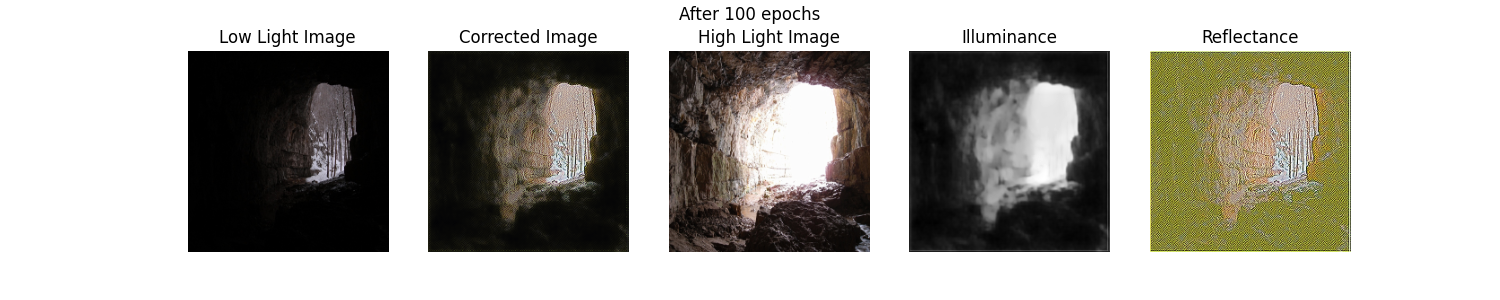 After 100 epochs
Low Light Image
Corrected Image
High Light Image
Illuminance
Reflectance